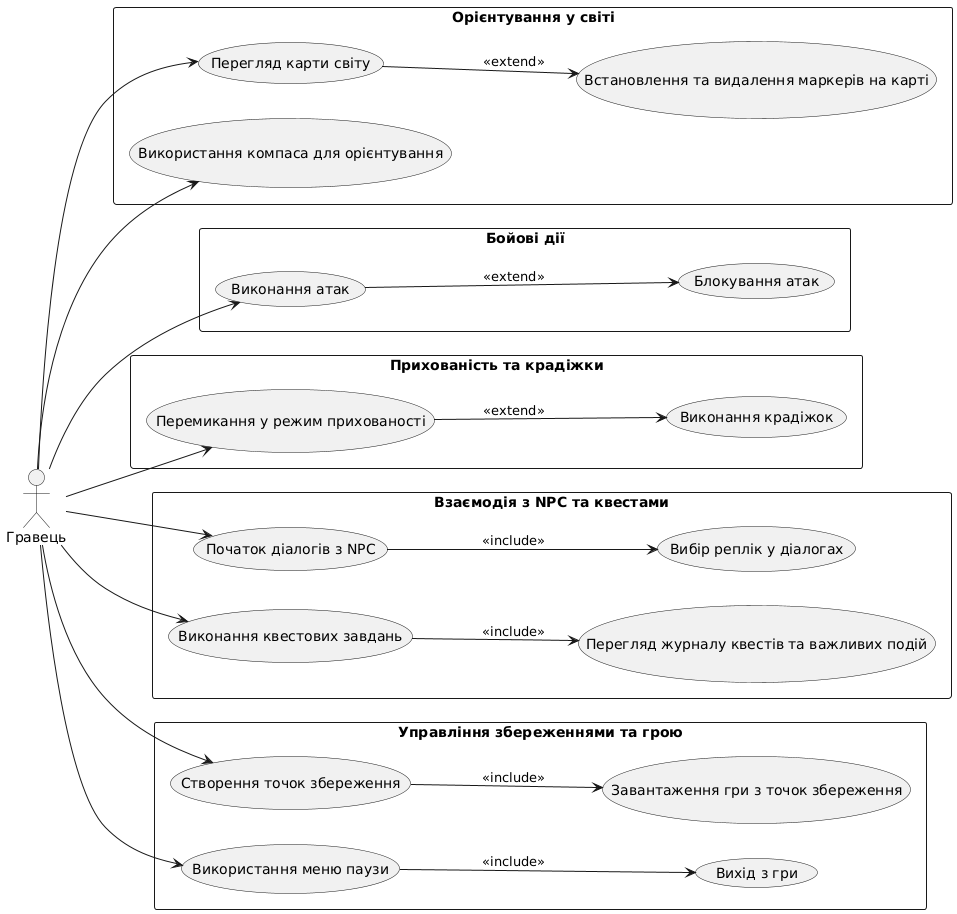 Орієнтування у світі
Перегляд карти світу
«extend»
Встановлення та видалення маркерів на карті
Використання компаса для орієнтування
Бойові дії
Виконання атак
«extend»
Блокування атак
Прихованість та крадіжки
Перемикання у режим прихованості
«extend»
Виконання крадіжок
Гравець
Взаємодія з NPC та квестами
Початок діалогів з NPC
«include»
Вибір реплік у діалогах
Виконання квестових завдань
«include»
Перегляд журналу квестів та важливих подій
Управління збереженнями та грою
Створення точок збереження
«include»
Завантаження гри з точок збереження
Використання меню паузи
«include»
Вихід з гри